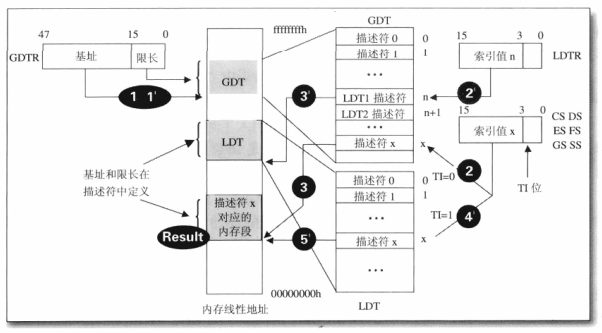 GDT
47 15 0
ffffffffh
GDTR 基址 限长
描述符 0 0
描述符 1 1
15 3 0
索引值 n LDTR
• • •
GDT
1 1'
3'
LDT1 描述符 n
2'
LDT2 描述符 n+1
• • •
15 3 0
CS DS
ES FS
GS SS
索引值 x
LDT
描述符 x x
2
TI=0
TI 位
基址和限长在
描述符中定义
3
描述符 0 0
描述符 1 1
TI=1
4'
描述符 x
对应的
内存段
• • •
Result
5'
描述符 x x
• • •
00000000h
内存线性地址
LDT